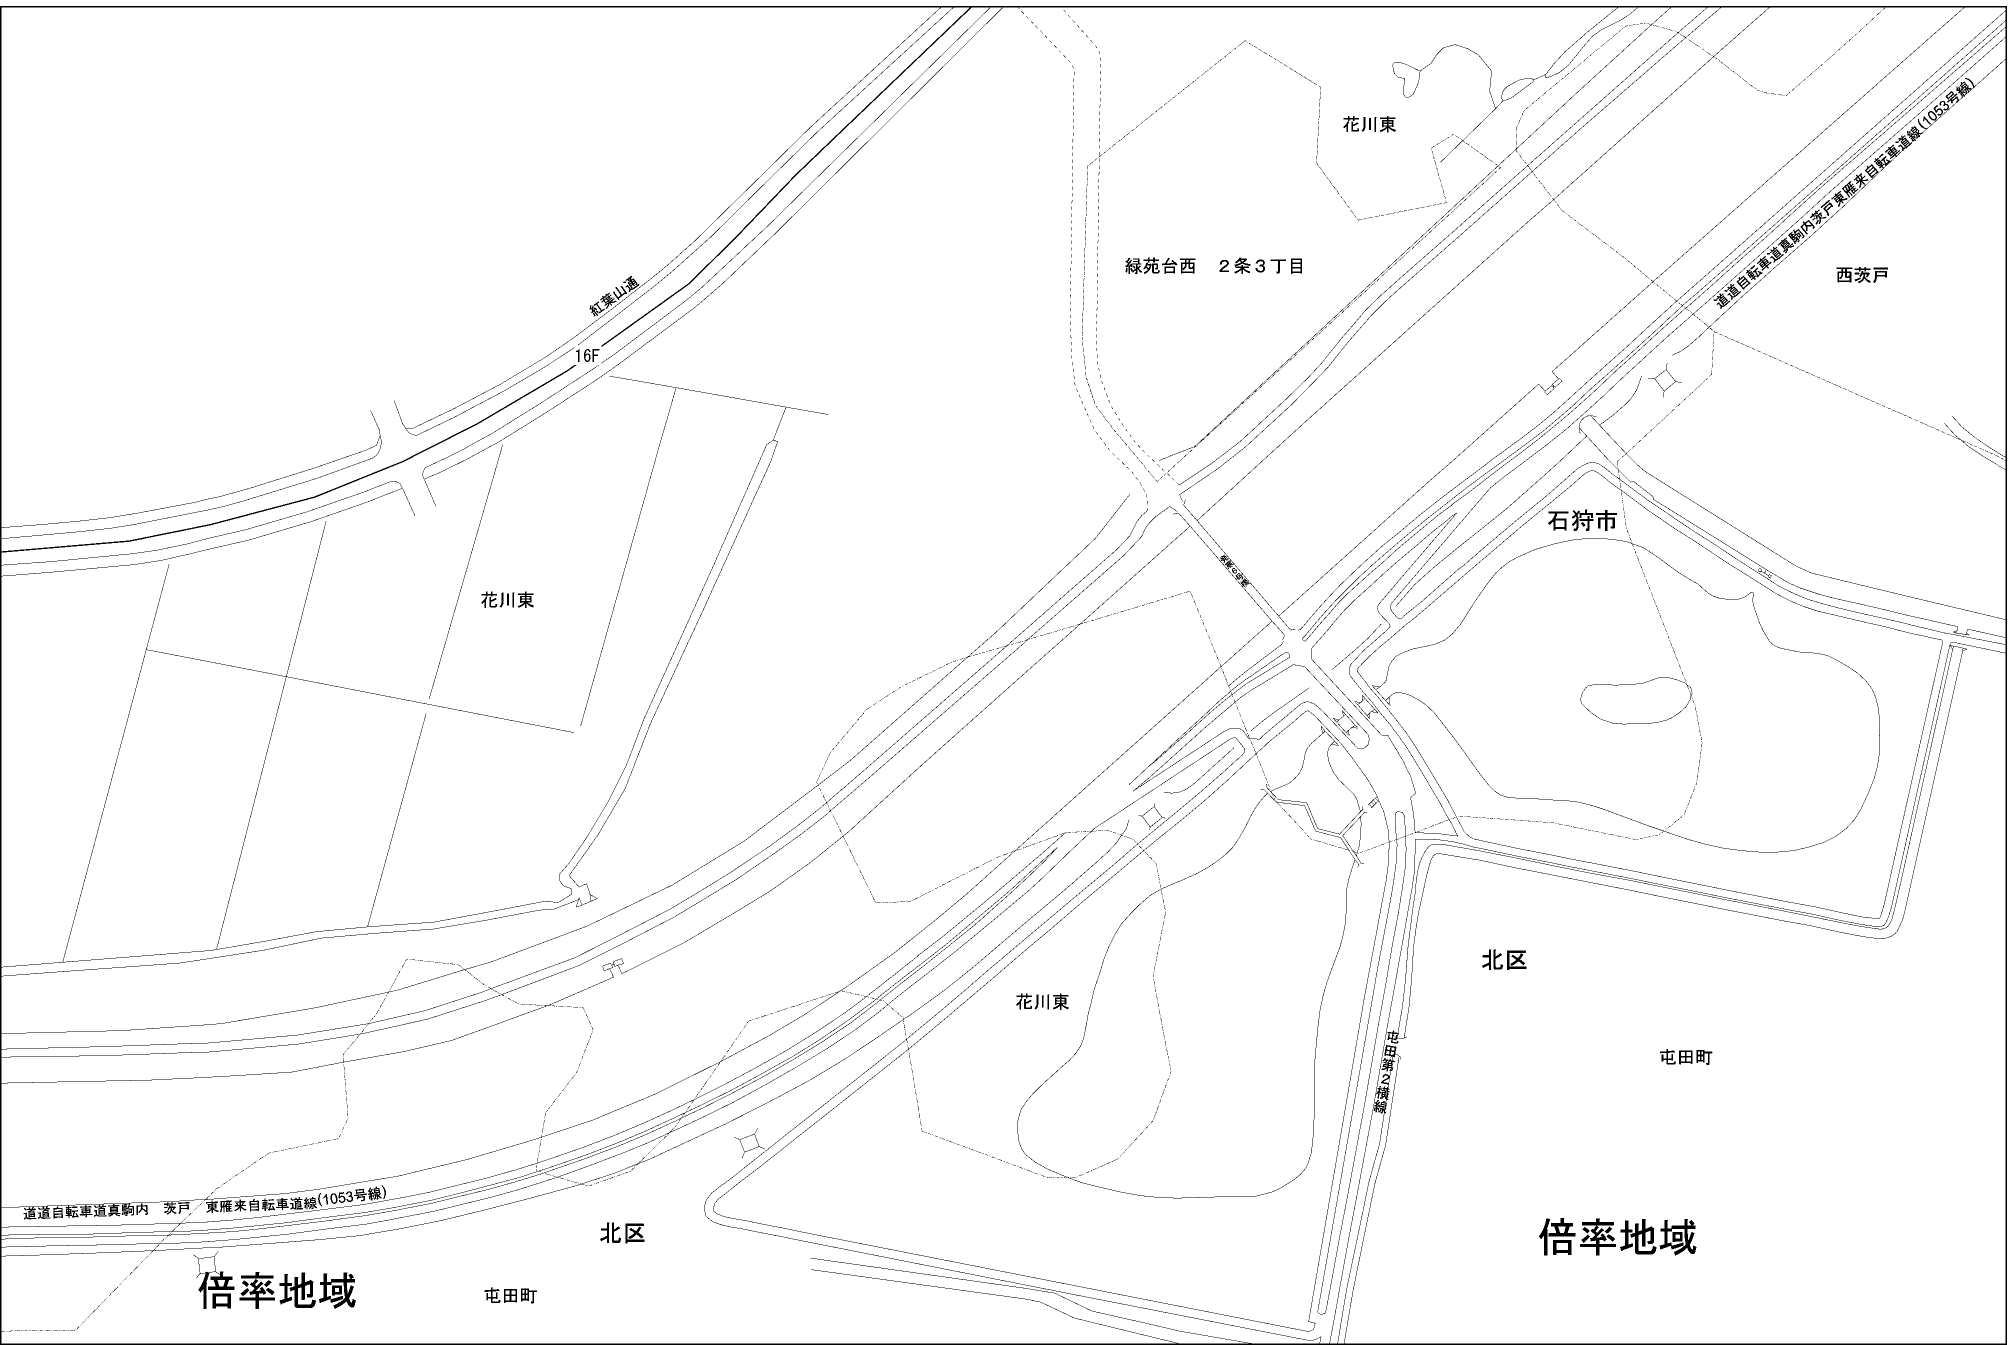 花川東
道道自転車道真駒内茨戸東雁来自転車道線(1053号線)
緑苑台西　２条３丁目
西茨戸
紅葉山通
16F
石狩市
花川東
北区
花川東
屯田町
屯田第２横線
道道自転車道真駒内　茨戸　東雁来自転車道線(1053号線)
北区
倍率地域
倍率地域
屯田町